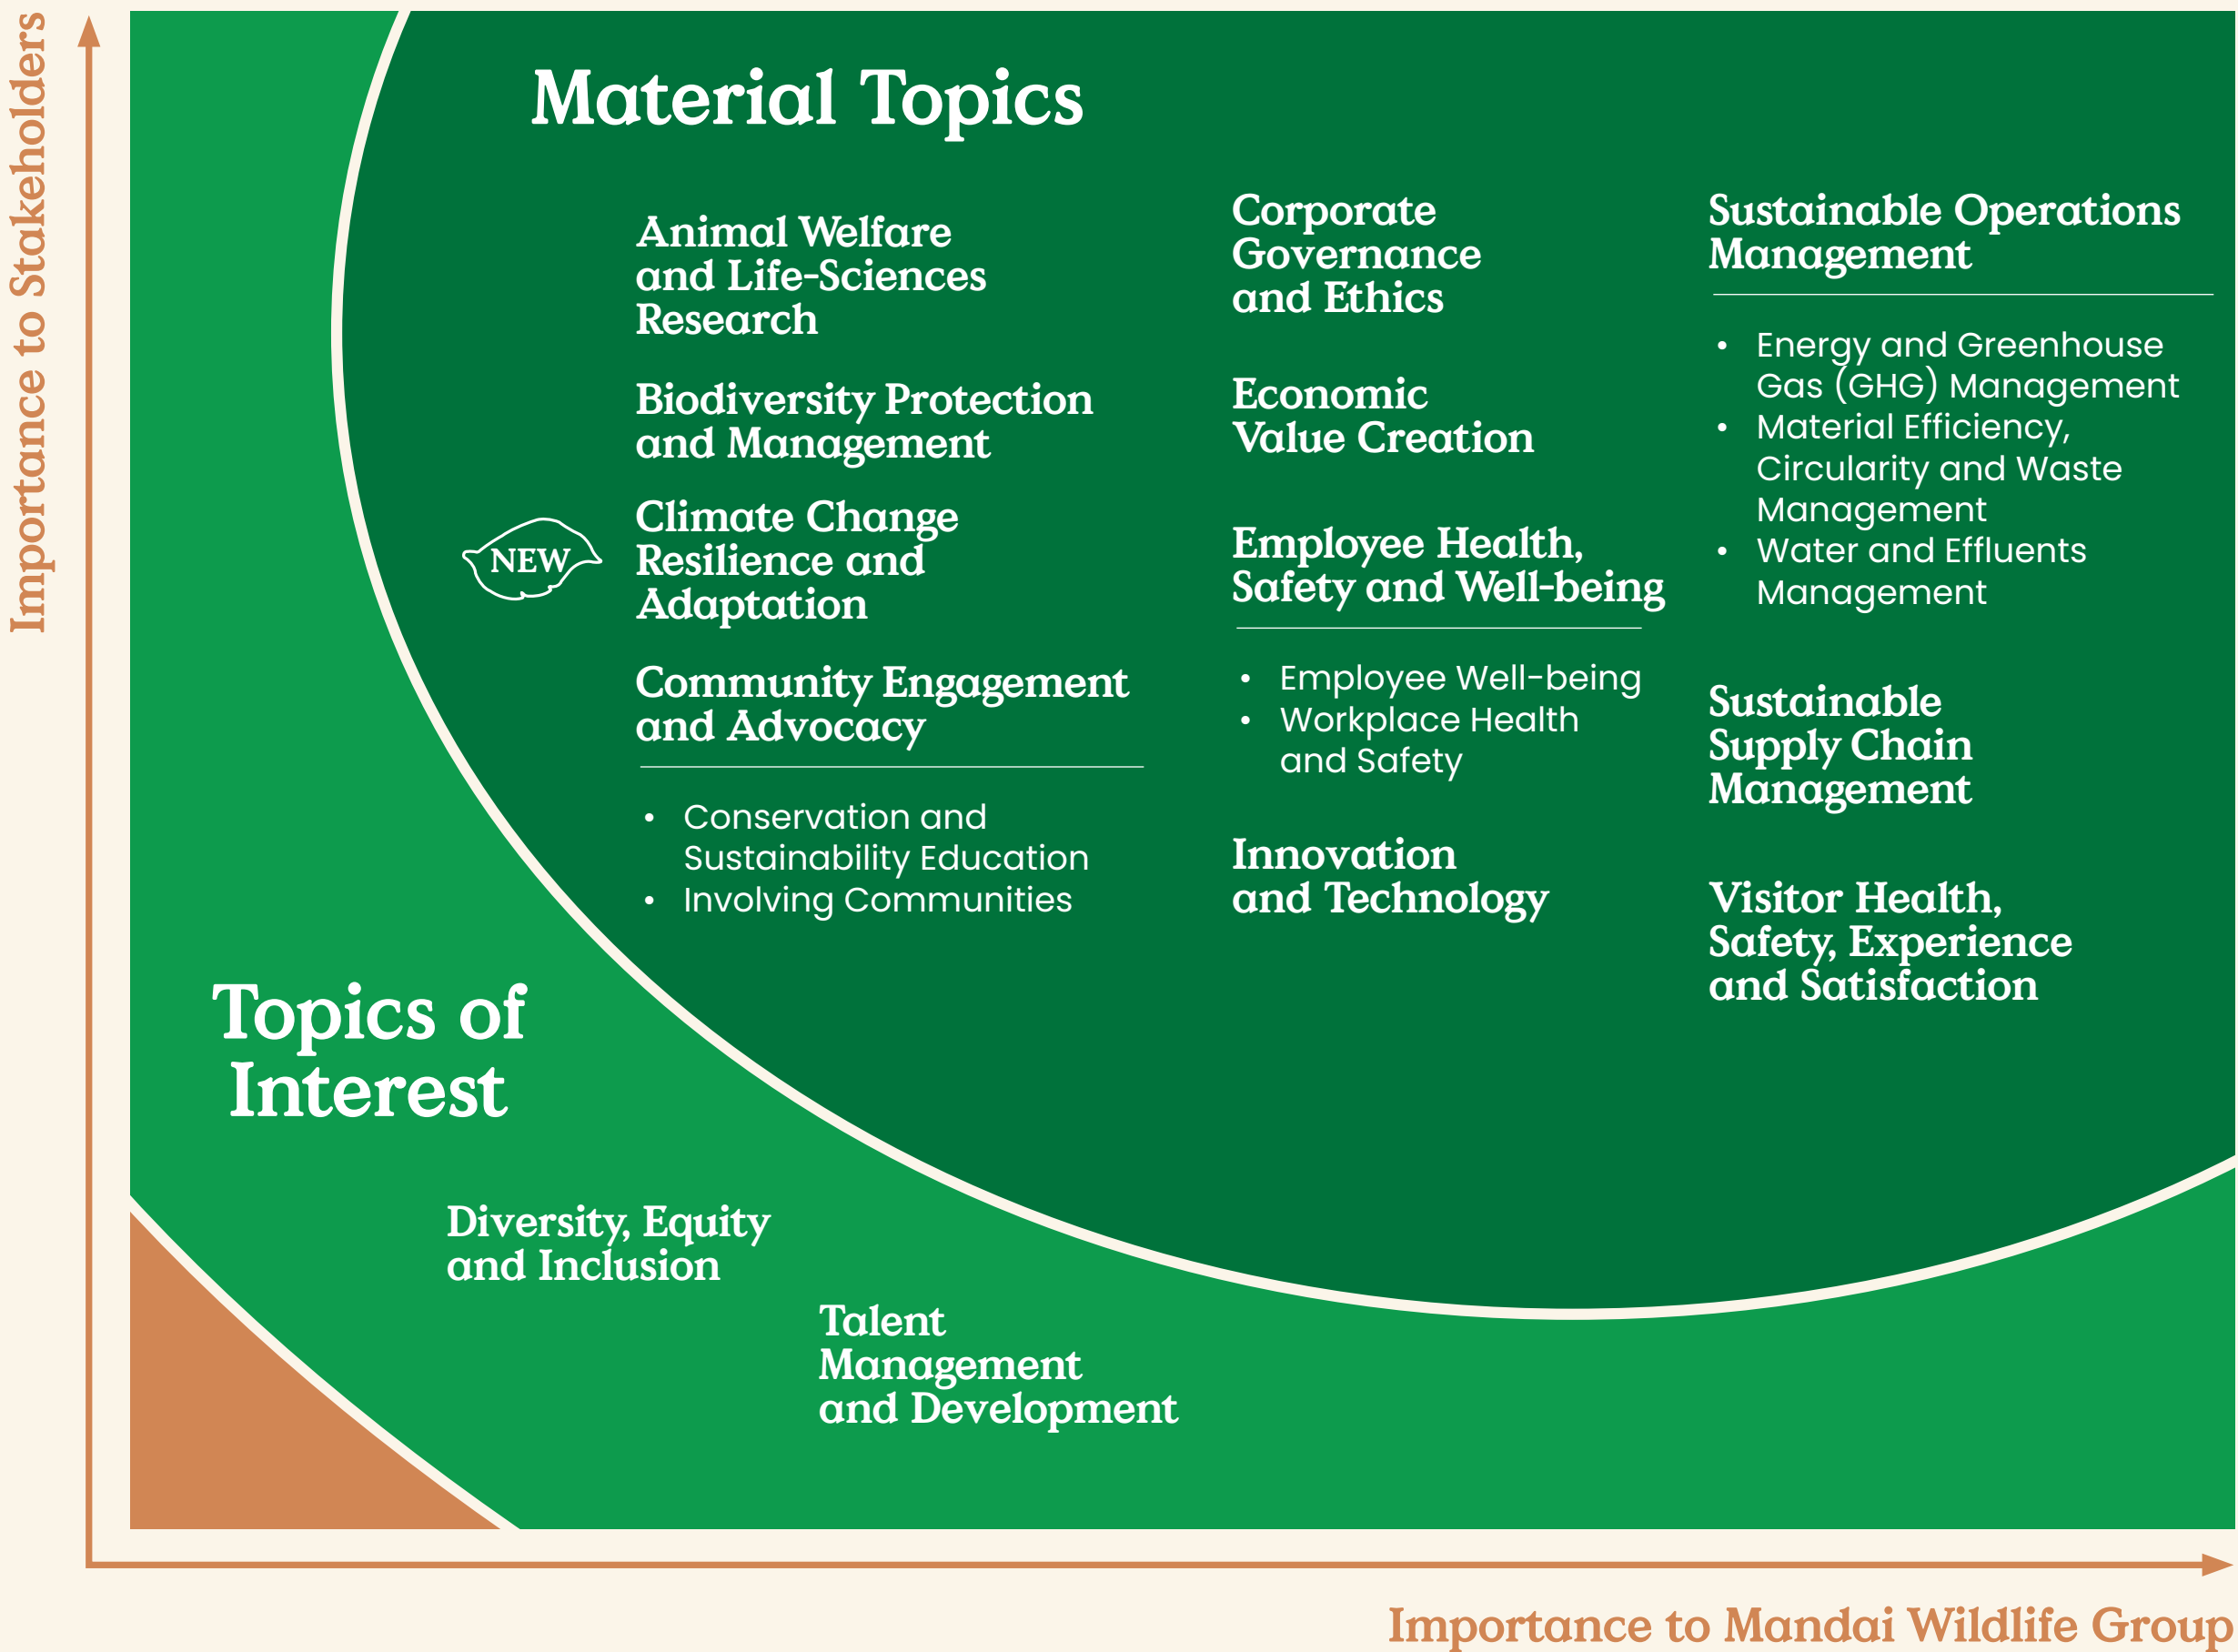 Importance to Stakeholders
Material Topics
Animal Welfare
and Life-Sciences
Research
Biodiversity Protection
and Management
NEW
Climate Change
Resilience and
Adaptation
Community Engagement
and Advocacy
• Conservation and
Sustainability Education
• Involving Communities
Corporate
Governance
and Ethics
Economic
Value Creation
Employee Health,
Safety and Well-being
• Employee Well-being
• Workplace Health
and Safety
Innovation
and Technology
Sustainable Operations
Management
• Energy and Greenhouse
Gas (GHG) Management
• Material Efficiency,
Circularity and Waste
Management
• Water and Effluents
Management
Sustainable
Supply Chain
Management
Visitor Health,
Safety, Experience
and Satisfaction
Topics of
Interest
Diversity, Equity
and Inclusion
Talent
Management
and Development
Importance to Mandai Wildlife Group